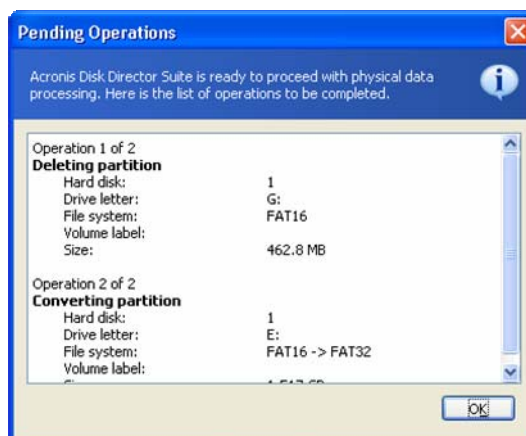 Pending Operations
Acronis Disk Director Suite is ready to proceed with physical data
processing. Here is the list of operations to be completed.
Operation 1 of 2
Deleting partition
Hard disk: 1
Drive letter: G:
File system: FAT16
Volume label:
Size: 462.8 MB
Operation 2 of 2
Converting partition
Hard disk: 1
Drive letter: E:
File system: FAT16 -> FAT32
Volume label:
OK